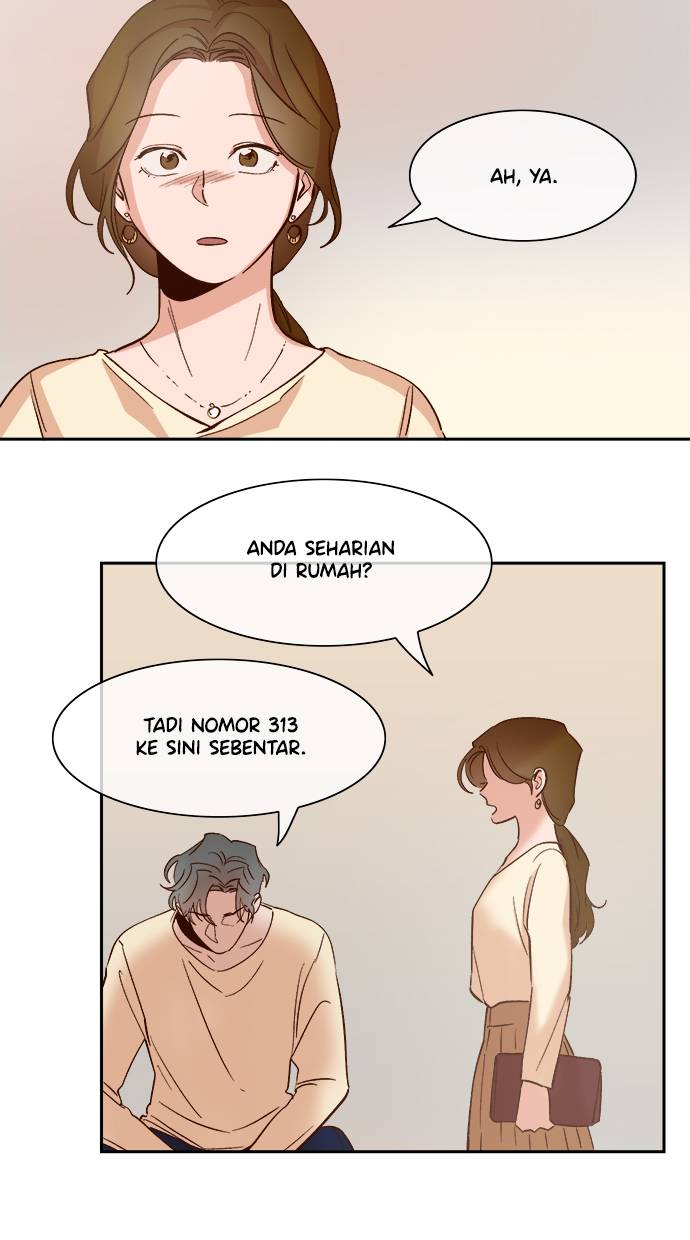 AH, YA.
ANDA SEHARIAN
DI RUMAH?
TADI NOMOR 313
KE SINI SEBENTAR.